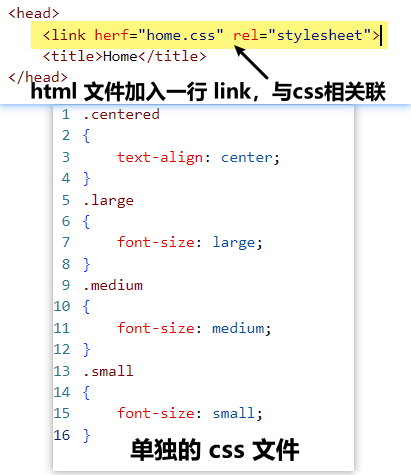 <head>
<link herf="home.css" rel="stylesheet">
<title>Home</title>
</head>
html 文件加入一行 link，与css相关联
1 .centered
2 {
3 text-align: center;
4 }
5 .large
6 {
7 font-size: large;
8 }
9 .medium
10 {
11 font-size: medium;
12 }
13 .small
14 {
15 font-size: small;
16 }
单独的 css 文件